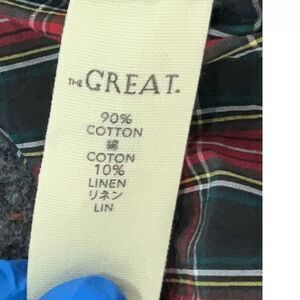 THE GREAT.
90%
COTTON
綿
COTON
10%
LINEN
リネン
LIN